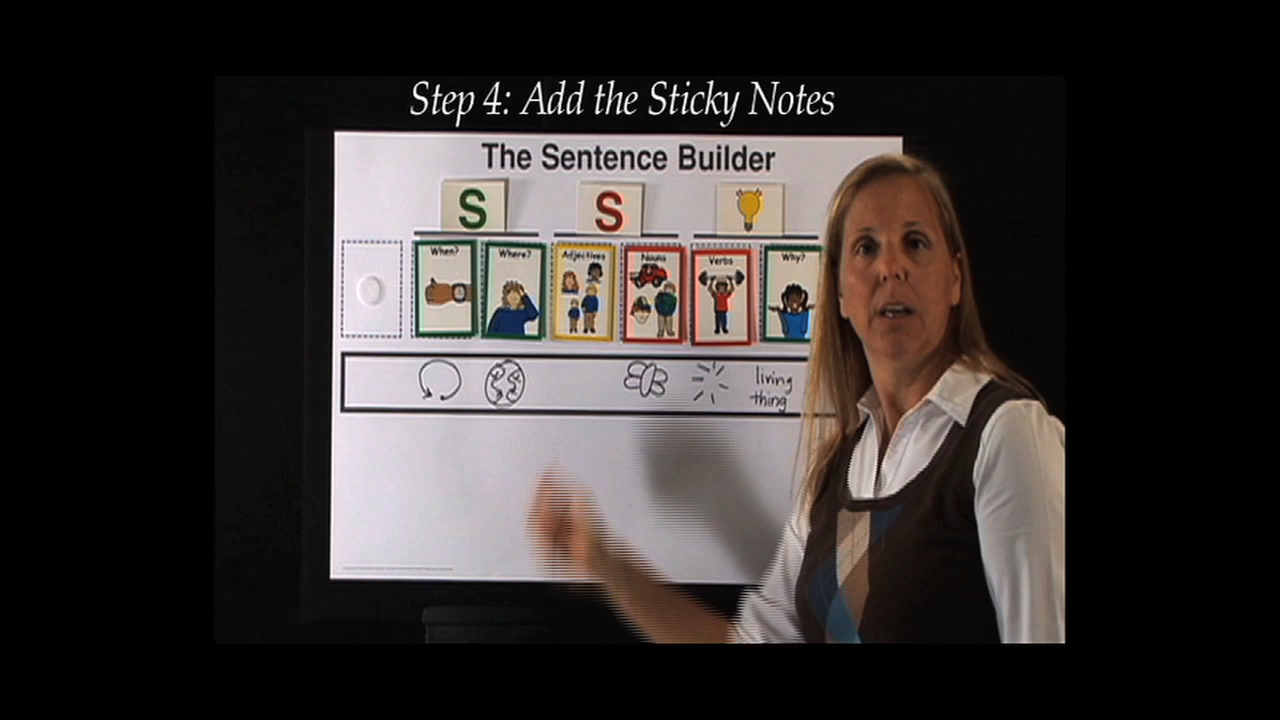 Step 4: Add the Sticky Notes
The Sentence Builder
S S
When? Where? Adjectives Nouns Verbs Why?
living
thing